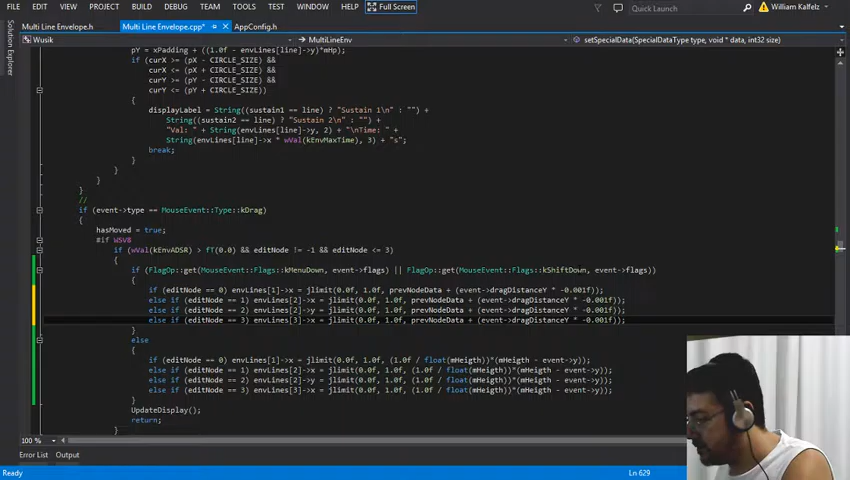 FILE EDIT VIEW PROJECT BUILD DEBUG TEAM TOOLS TEST WINDOW HELP Full Screen Quick Launch William Kalfelz
Multi Line Envelope.h Multi Line Envelope.cpp* AppConfig.h
Solution Explorer
Wusik MultiLineEnv setSpecialData(SpecialDataType type, void * data, int32 size)
pY = xPadding + ((1.0f - envLines[line]->y)*mHp);
if (curX >= (pX - CIRCLE_SIZE) &&
curX <= (pX + CIRCLE_SIZE) &&
curY >= (pY - CIRCLE_SIZE) &&
curY <= (pY + CIRCLE_SIZE))
{
displayLabel = String((sustain1 == line) ? "Sustain 1\n" : "") +
String((sustain2 == line) ? "Sustain 2\n" : "") +
"Val: " + String(envLines[line]->y, 2) + "\nTime: " +
String(envLines[line]->x * wVal(kEnvMaxTime), 3) + "s";
break;
}
}
}
}
//
if (event->type == MouseEvent::Type::kDrag)
{
hasMoved = true;
#if WSV8
if (wVal(kEnvADSR) > fT(0.0) && editNode != -1 && editNode <= 3)
{
if (FlagOp::get(MouseEvent::Flags::kMenuDown, event->flags) || FlagOp::get(MouseEvent::Flags::kShiftDown, event->flags))
{
if (editNode == 0) envLines[1]->x = jlimit(0.0f, 1.0f, prevNodeData + (event->dragDistanceY * -0.001f));
else if (editNode == 1) envLines[2]->x = jlimit(0.0f, 1.0f, prevNodeData + (event->dragDistanceY * -0.001f));
else if (editNode == 2) envLines[2]->y = jlimit(0.0f, 1.0f, prevNodeData + (event->dragDistanceY * -0.001f));
else if (editNode == 3) envLines[3]->x = jlimit(0.0f, 1.0f, prevNodeData + (event->dragDistanceY * -0.001f));
}
else
{
if (editNode == 0) envLines[1]->x = jlimit(0.0f, 1.0f, (1.0f / float(mHeigth))*(mHeigth - event->y));
else if (editNode == 1) envLines[2]->x = jlimit(0.0f, 1.0f, (1.0f / float(mHeigth))*(mHeigth - event->y));
else if (editNode == 2) envLines[2]->y = jlimit(0.0f, 1.0f, (1.0f / float(mHeigth))*(mHeigth - event->y));
else if (editNode == 3) envLines[3]->x = jlimit(0.0f, 1.0f, (1.0f / float(mHeigth))*(mHeigth - event->y));
}
UpdateDisplay();
return;
}
100 %
Error List Output
Ready Ln 629